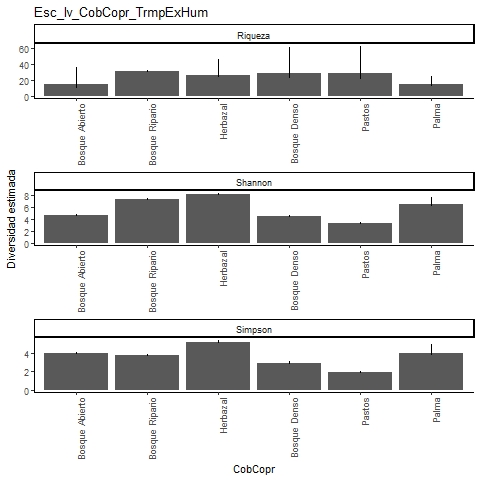 Esc_lv_CobCopr_TrmpExHum
Riqueza
60
40
20
0
Bosque Abierto
Bosque Ripario
Herbazal
Bosque Denso
Pastos
Palma
Diversidad estimada
Shannon
8
6
4
2
0
Bosque Abierto
Bosque Ripario
Herbazal
Bosque Denso
Pastos
Palma
Simpson
4
2
0
Bosque Abierto
Bosque Ripario
Herbazal
Bosque Denso
Pastos
Palma
CobCopr